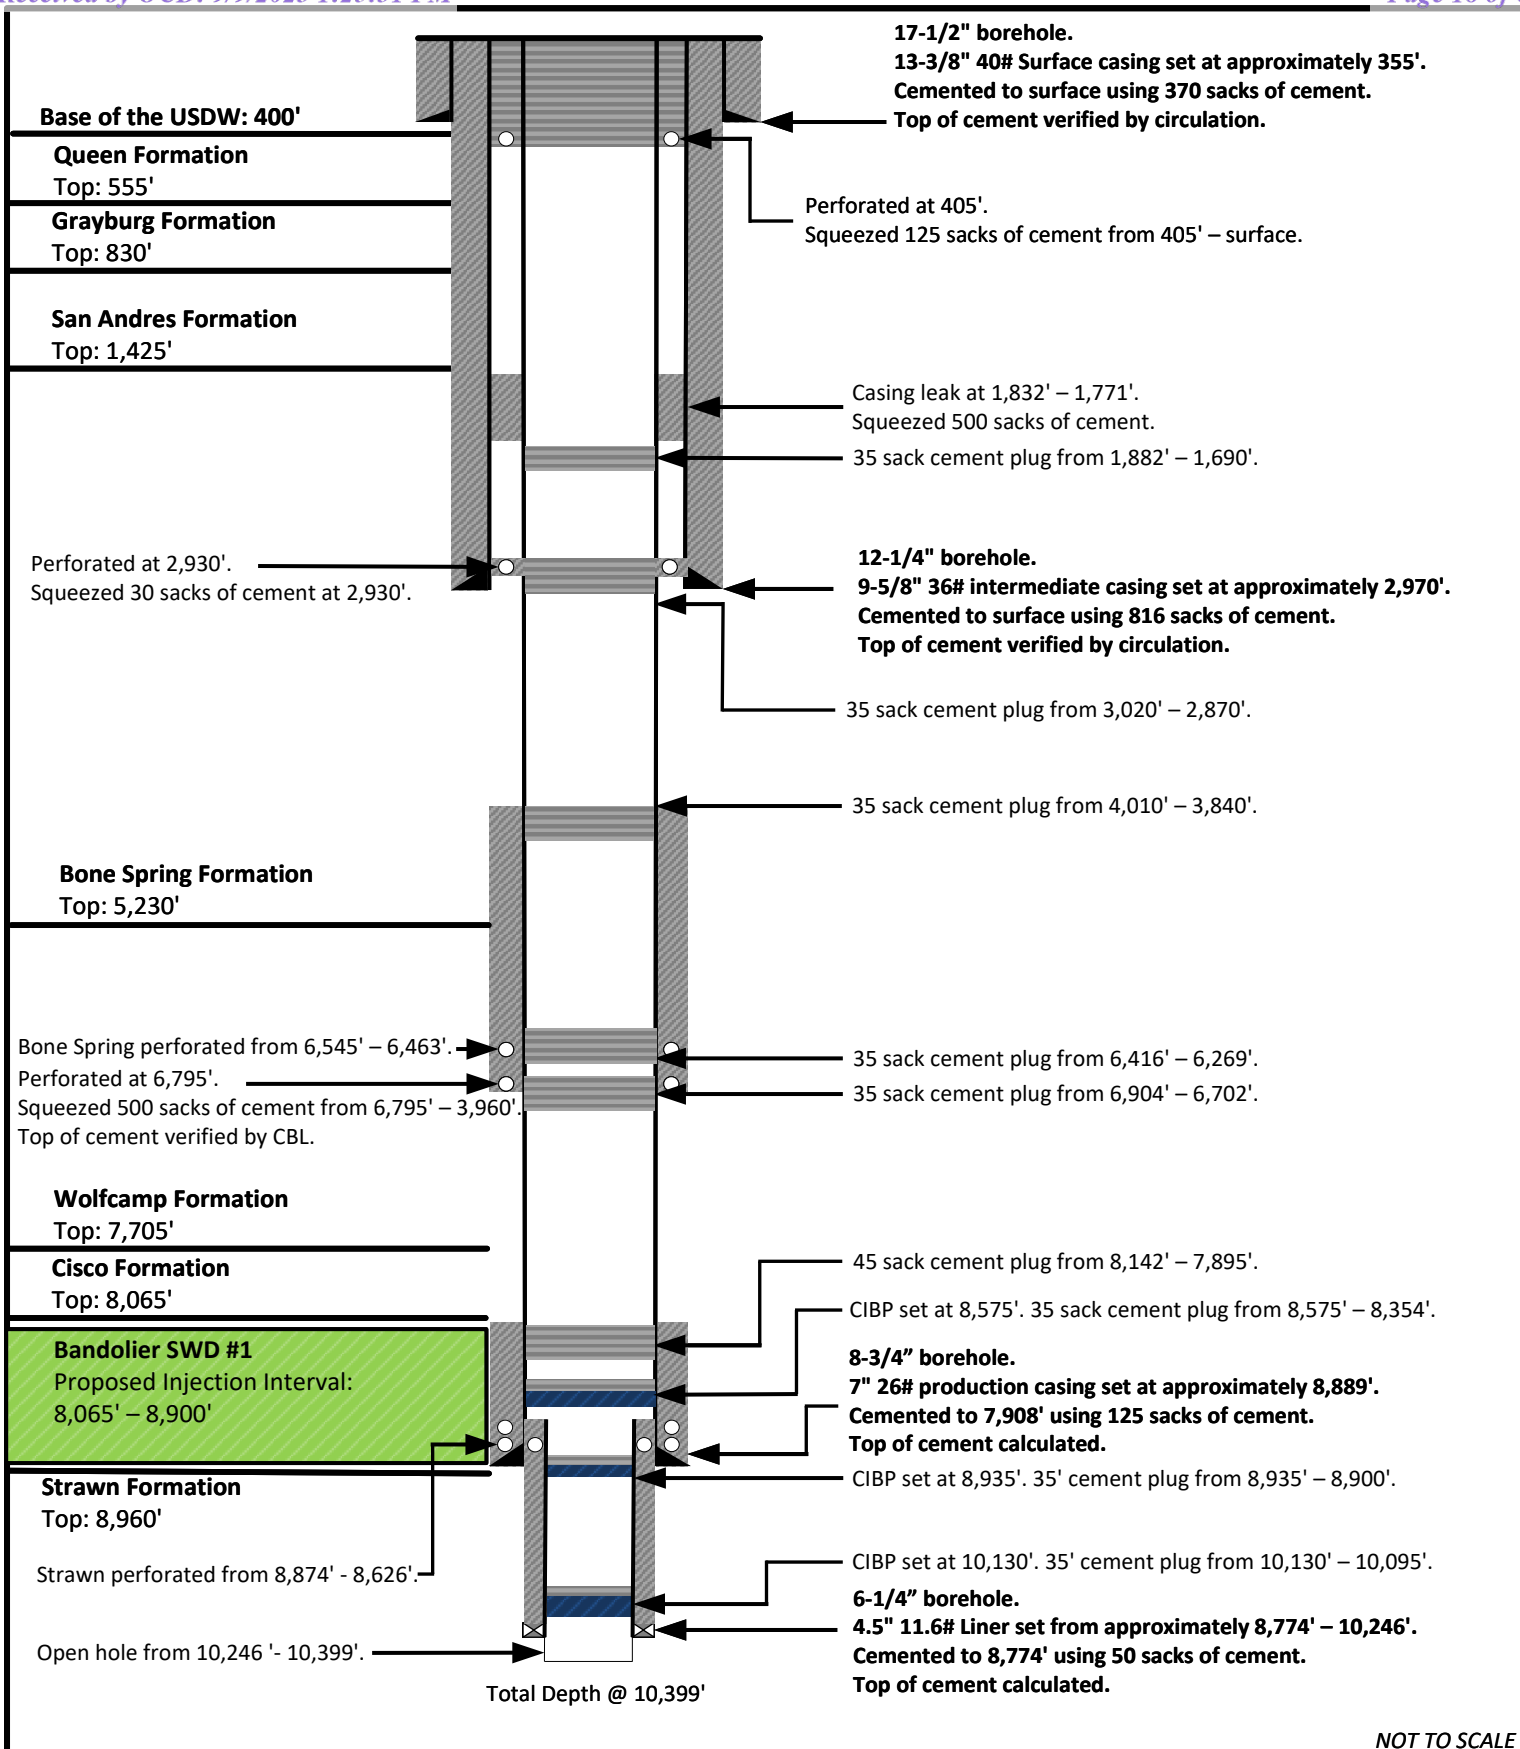 17-1/2" borehole.
13-3/8" 40# Surface casing set at approximately 355'.
Cemented to surface using 370 sacks of cement.
Top of cement verified by circulation.
Base of the USDW: 400'
Queen Formation
Top: 555'
Perforated at 405'.
Squeezed 125 sacks of cement from 405' – surface.
Grayburg Formation
Top: 830'
San Andres Formation
Top: 1,425'
Casing leak at 1,832' – 1,771'.
Squeezed 500 sacks of cement.
35 sack cement plug from 1,882' – 1,690'.
Perforated at 2,930'.
Squeezed 30 sacks of cement at 2,930'.
12-1/4" borehole.
9-5/8" 36# intermediate casing set at approximately 2,970'.
Cemented to surface using 816 sacks of cement.
Top of cement verified by circulation.
35 sack cement plug from 3,020' – 2,870'.
35 sack cement plug from 4,010' – 3,840'.
Bone Spring Formation
Top: 5,230'
Bone Spring perforated from 6,545' – 6,463'.
Perforated at 6,795'.
Squeezed 500 sacks of cement from 6,795' – 3,960'.
Top of cement verified by CBL.
35 sack cement plug from 6,416' – 6,269'.
35 sack cement plug from 6,904' – 6,702'.
Wolfcamp Formation
Top: 7,705'
Cisco Formation
Top: 8,065'
45 sack cement plug from 8,142' – 7,895'.
CIBP set at 8,575'. 35 sack cement plug from 8,575' – 8,354'.
Bandolier SWD #1
Proposed Injection Interval:
8,065' – 8,900'
8-3/4” borehole.
7" 26# production casing set at approximately 8,889'.
Cemented to 7,908' using 125 sacks of cement.
Top of cement calculated.
CIBP set at 8,935'. 35' cement plug from 8,935' – 8,900'.
Strawn Formation
Top: 8,960'
Strawn perforated from 8,874' - 8,626'.
CIBP set at 10,130'. 35' cement plug from 10,130' – 10,095'.
6-1/4” borehole.
4.5" 11.6# Liner set from approximately 8,774' – 10,246'.
Cemented to 8,774' using 50 sacks of cement.
Top of cement calculated.
Open hole from 10,246 '- 10,399'.
Total Depth @ 10,399'
NOT TO SCALE